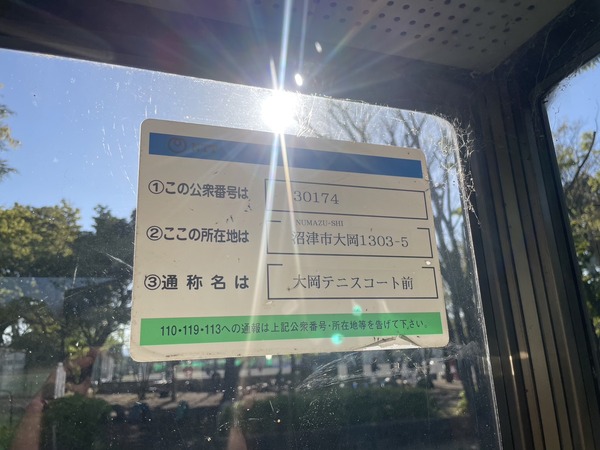 ①この公衆番号は 30174
NUMAZU-SHI
②ここの所在地は 沼津市大岡1303-5
③通称名は 大岡テニスコート前
110・119・113への通報は上記公衆番号・所在地等を告げて下さい。